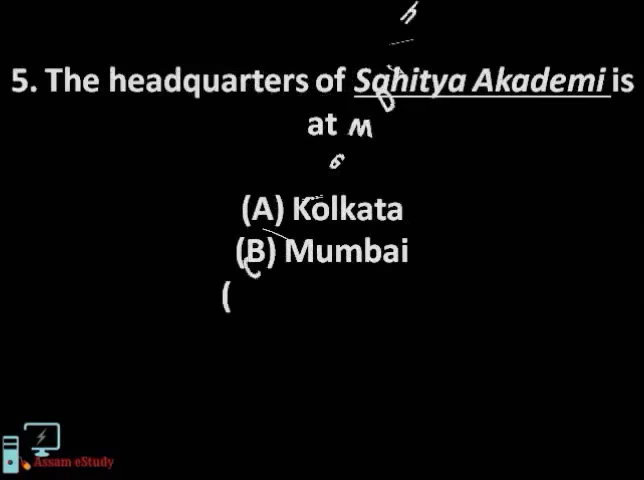 5. The headquarters of Sahitya Akademi is
at
(A) Kolkata
(B) Mumbai
(
Assam eStudy